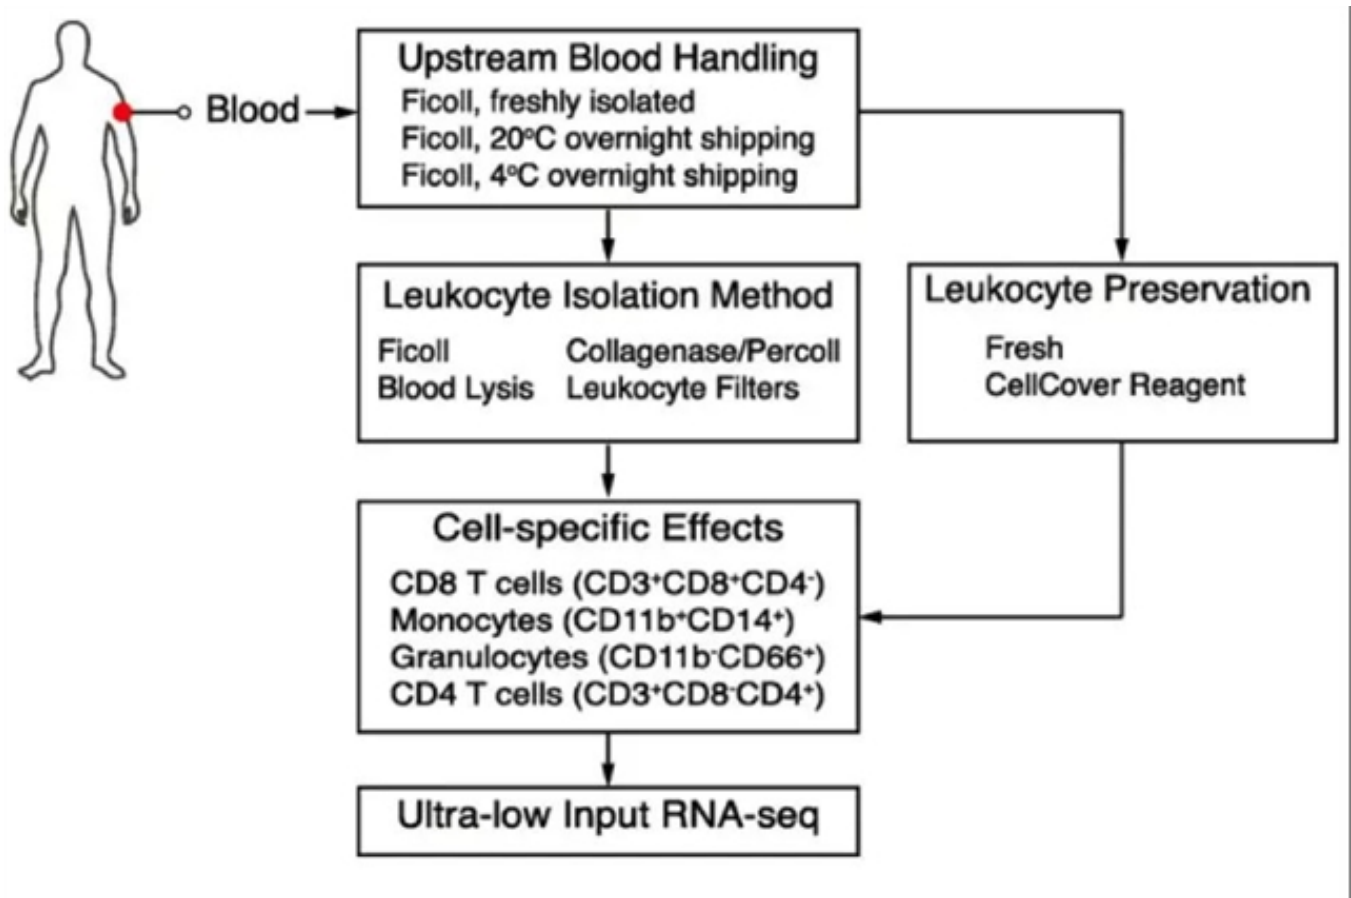 Blood
Upstream Blood Handling
Ficoll, freshly isolated
Ficoll, 20°C overnight shipping
Ficoll, 4°C overnight shipping
Leukocyte Isolation Method
Ficoll Collagenase/Percoll
Blood Lysis Leukocyte Filters
Leukocyte Preservation
Fresh
CellCover Reagent
Cell-specific Effects
CD8 T cells (CD3⁺CD8⁺CD4⁻)
Monocytes (CD11b⁺CD14⁺)
Granulocytes (CD11b⁻CD66⁺)
CD4 T cells (CD3⁺CD8⁻CD4⁺)
Ultra-low Input RNA-seq